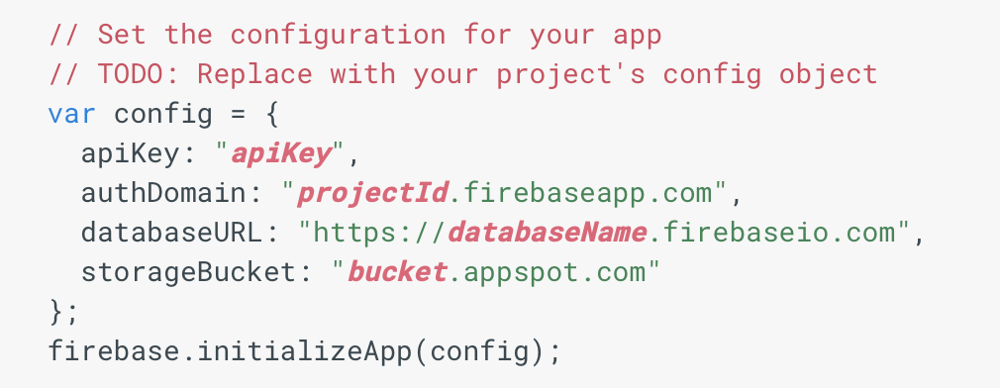 // Set the configuration for your app
// TODO: Replace with your project's config object
var config = {
  apiKey: "apiKey",
  authDomain: "projectId.firebaseapp.com",
  databaseURL: "https://databaseName.firebaseio.com",
  storageBucket: "bucket.appspot.com"
};
firebase.initializeApp(config);